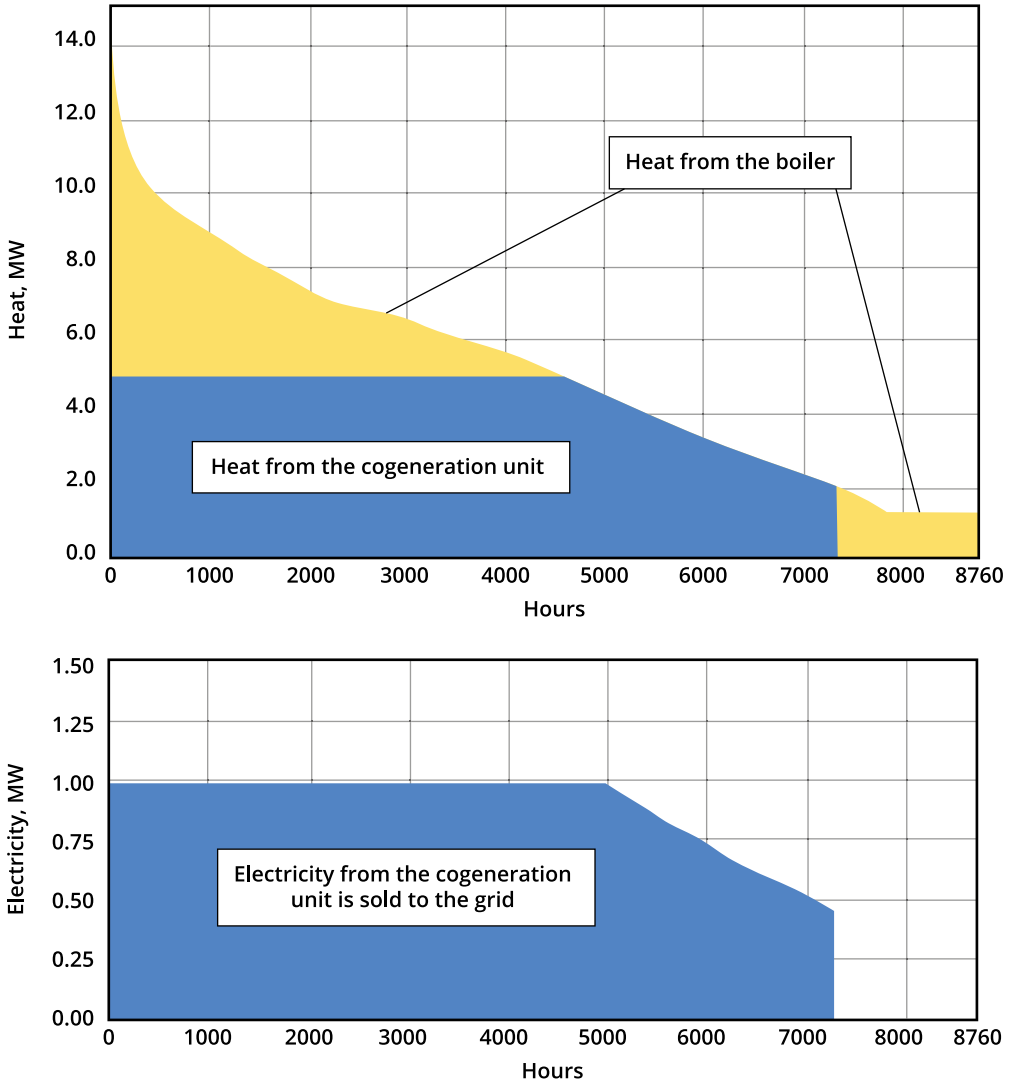 14.0
12.0
10.0
8.0
6.0
4.0
2.0
0.0
Heat, MW
Heat from the boiler
Heat from the cogeneration unit
0 1000 2000 3000 4000 5000 6000 7000 8000 8760
Hours
1.50
1.25
1.00
0.75
0.50
0.25
0.00
Electricity, MW
Electricity from the cogeneration
unit is sold to the grid
0 1000 2000 3000 4000 5000 6000 7000 8000 8760
Hours